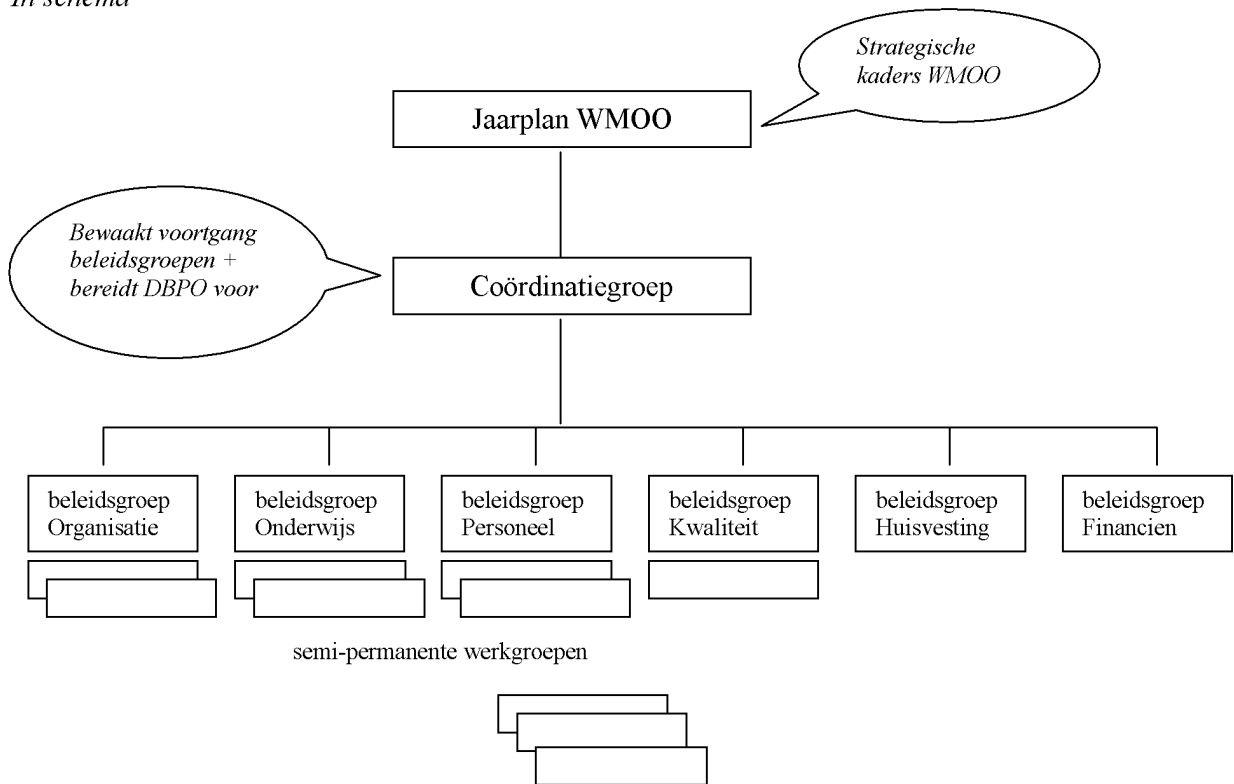 In schema
Strategische
kaders WMOO
Jaarplan WMOO
Bewaakt voortgang
beleidsgroepen +
bereidt DBPO voor
Coördinatiegroep
beleidsgroep
Organisatie
beleidsgroep
Onderwijs
beleidsgroep
Personeel
beleidsgroep
Kwaliteit
beleidsgroep
Huisvesting
beleidsgroep
Financien
semi-permanente werkgroepen